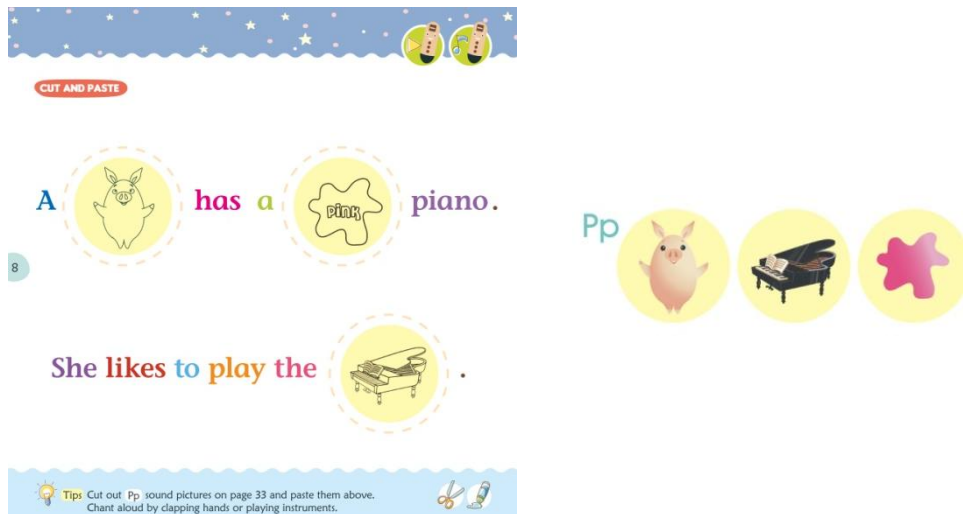 CUT AND PASTE
A has a pink piano.
8
She likes to play the .
Tips Cut out Pp sound pictures on page 33 and paste them above.
Chant aloud by clapping hands or playing instruments.
Pp